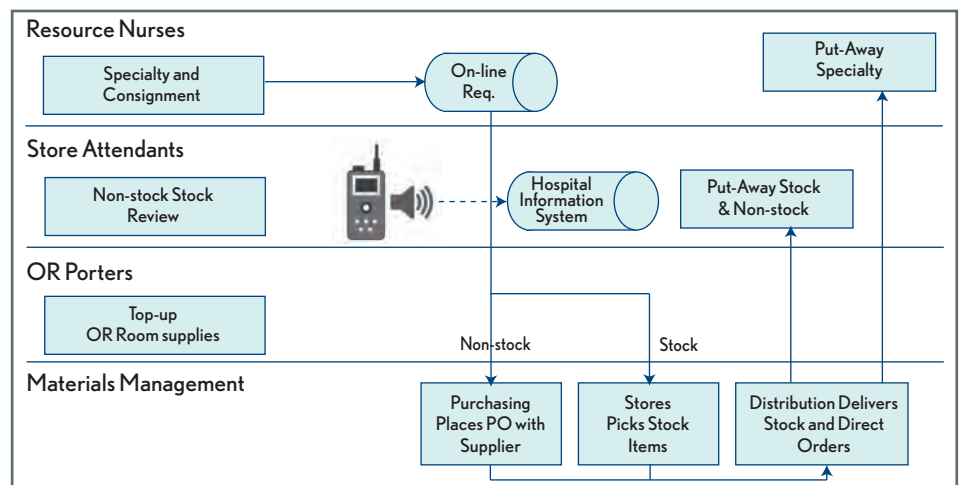 Resource Nurses
Specialty and
Consignment
On-line
Req.
Put-Away
Specialty
Store Attendants
Non-stock Stock
Review
Hospital
Information
System
Put-Away Stock
& Non-stock
OR Porters
Top-up
OR Room supplies
Non-stock
Stock
Materials Management
Purchasing
Places PO with
Supplier
Stores
Picks Stock
Items
Distribution Delivers
Stock and Direct
Orders